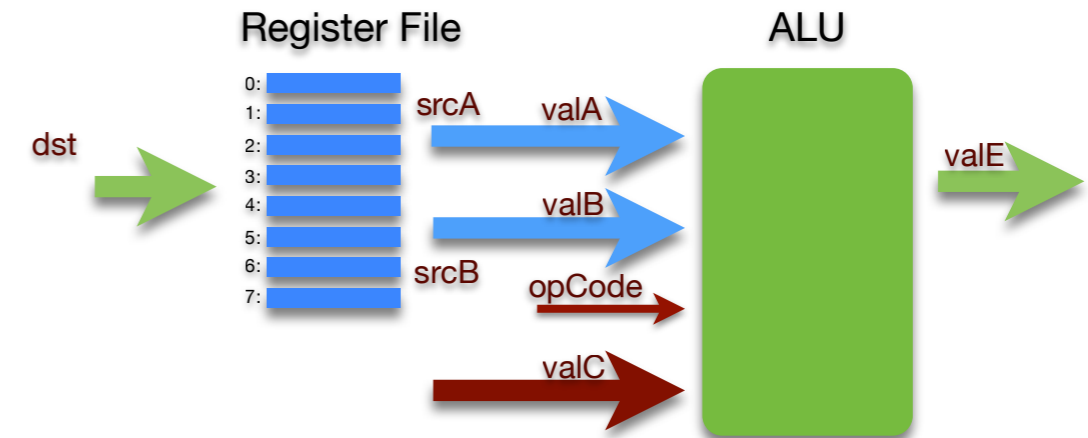 Register File
ALU
0:
1:
2:
3:
4:
5:
6:
7:
dst
srcA
valA
valB
srcB
opCode
valC
valE